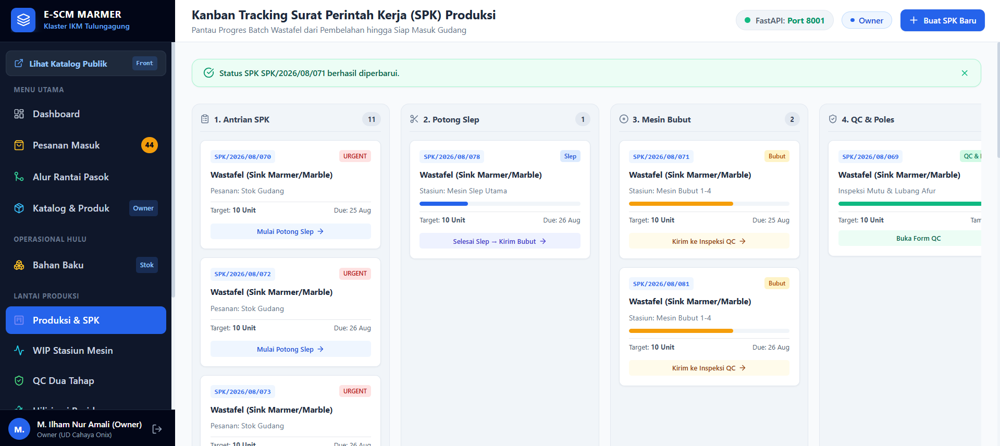 E-SCM MARMER
Klaster IKM Tulungagung
Lihat Katalog Publik
Front
MENU UTAMA
Dashboard
Pesanan Masuk
44
Alur Rantai Pasok
Katalog & Produk
Owner
OPERASIONAL HULU
Bahan Baku
Stok
LANTAI PRODUKSI
Produksi & SPK
WIP Stasiun Mesin
QC Dua Tahap
M.
M. Ilham Nur Amali (Owner)
Owner (UD Cahaya Onix)
Kanban Tracking Surat Perintah Kerja (SPK) Produksi
Pantau Progres Batch Wastafel dari Pembelahan hingga Siap Masuk Gudang
FastAPI: Port 8001
Owner
Buat SPK Baru
Status SPK SPK/2026/08/071 berhasil diperbarui.
1. Antrian SPK
11
SPK/2026/08/070
URGENT
Wastafel (Sink Marmer/Marble)
Pesanan: Stok Gudang
Target: 10 Unit
Due: 25 Aug
Mulai Potong Slep →
SPK/2026/08/072
URGENT
Wastafel (Sink Marmer/Marble)
Pesanan: Stok Gudang
Target: 10 Unit
Due: 26 Aug
Mulai Potong Slep →
SPK/2026/08/073
URGENT
Wastafel (Sink Marmer/Marble)
Pesanan: Stok Gudang
Target: 10 Unit
Due: 26 Aug
2. Potong Slep
1
SPK/2026/08/078
Slep
Wastafel (Sink Marmer/Marble)
Stasiun: Mesin Slep Utama
Target: 10 Unit
Due: 26 Aug
Selesai Slep → Kirim Bubut →
3. Mesin Bubut
2
SPK/2026/08/071
Bubut
Wastafel (Sink Marmer/Marble)
Stasiun: Mesin Bubut 1-4
Target: 10 Unit
Due: 25 Aug
Kirim ke Inspeksi QC →
SPK/2026/08/081
Bubut
Wastafel (Sink Marmer/Marble)
Stasiun: Mesin Bubut 1-4
Target: 10 Unit
Due: 26 Aug
Kirim ke Inspeksi QC →
4. QC & Poles
SPK/2026/08/069
QC &
Wastafel (Sink Marmer/Marble)
Inspeksi Mutu & Lubang Afur
Target: 10 Unit
Buka Form QC